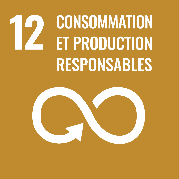 12 CONSOMMATION
ET PRODUCTION
RESPONSABLES